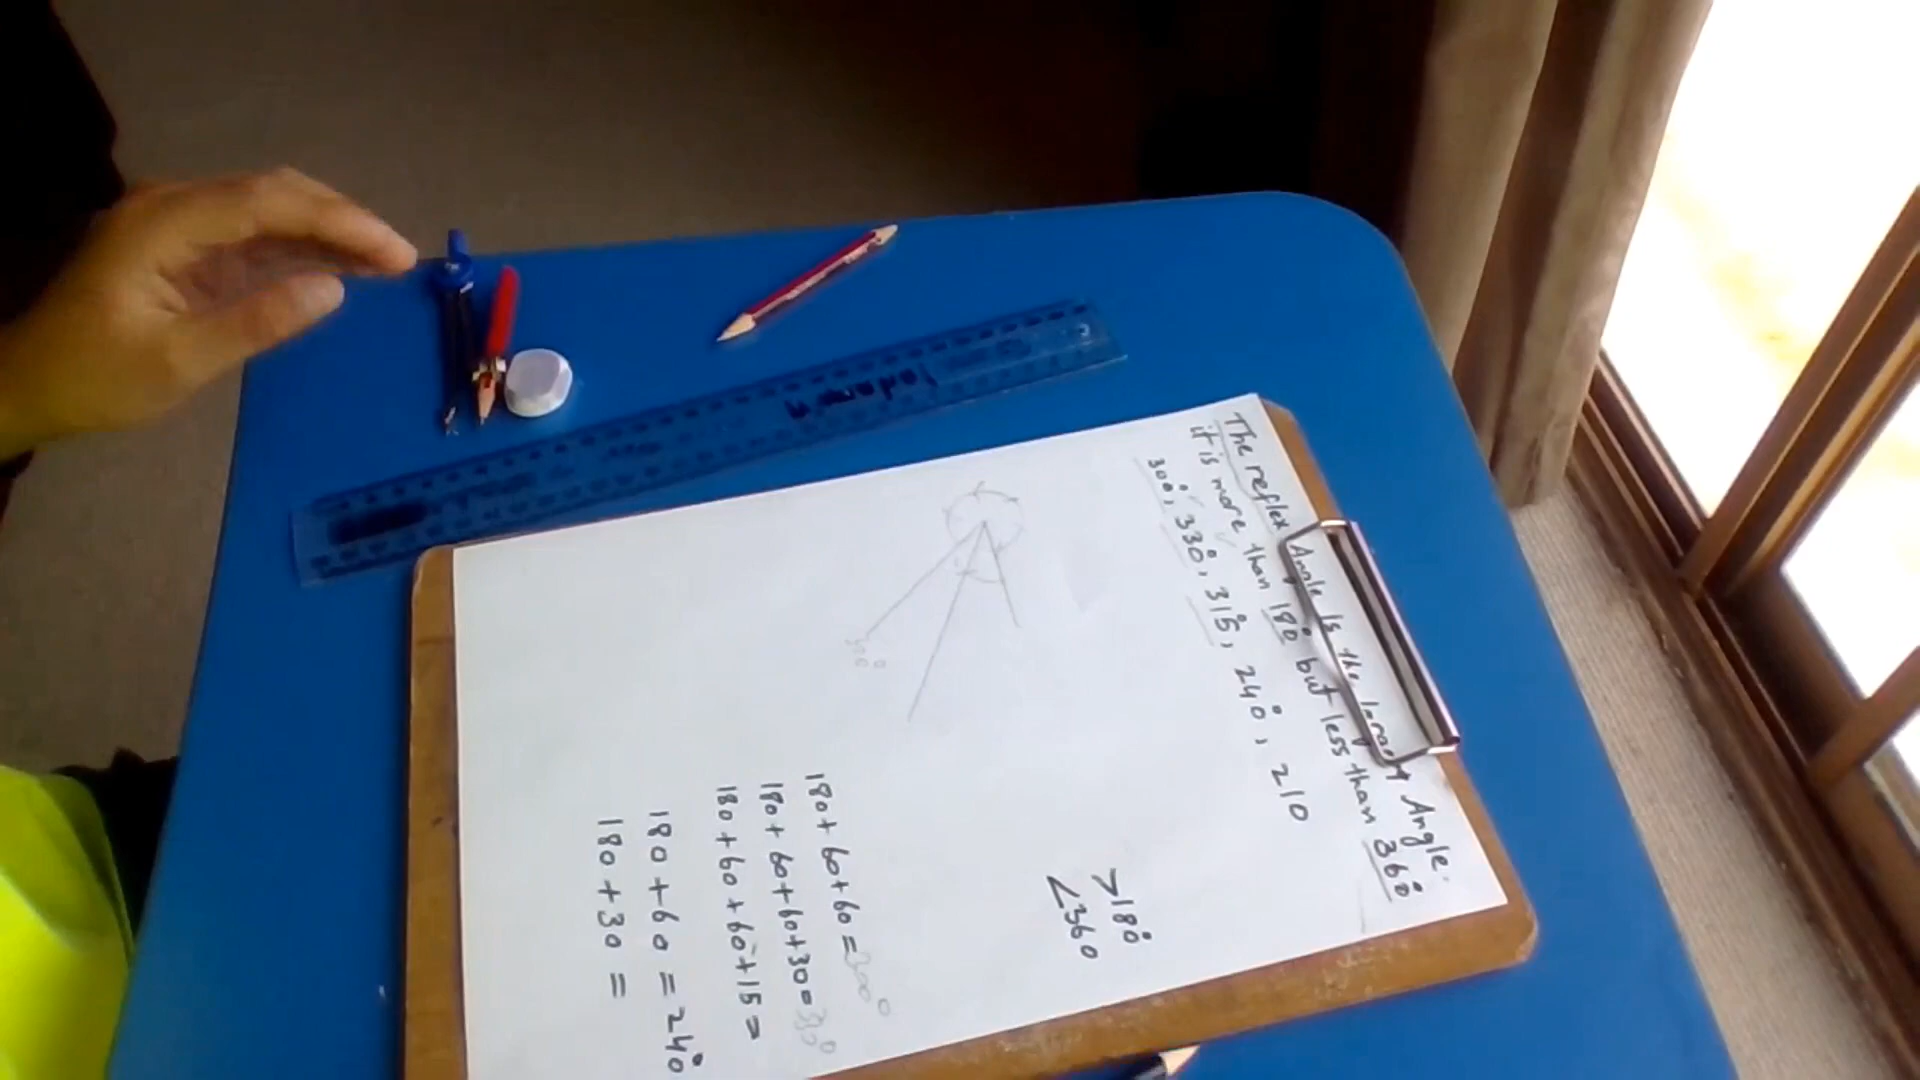 The reflex Angle Is the largest Angle.
it is more than 180° but less than 360°
300°, 330°, 315°, 240°, 210
>180°
<360
180+60+60=300°
180+60+60+30=330°
180+60+60+15=
180+60=240°
180+30=